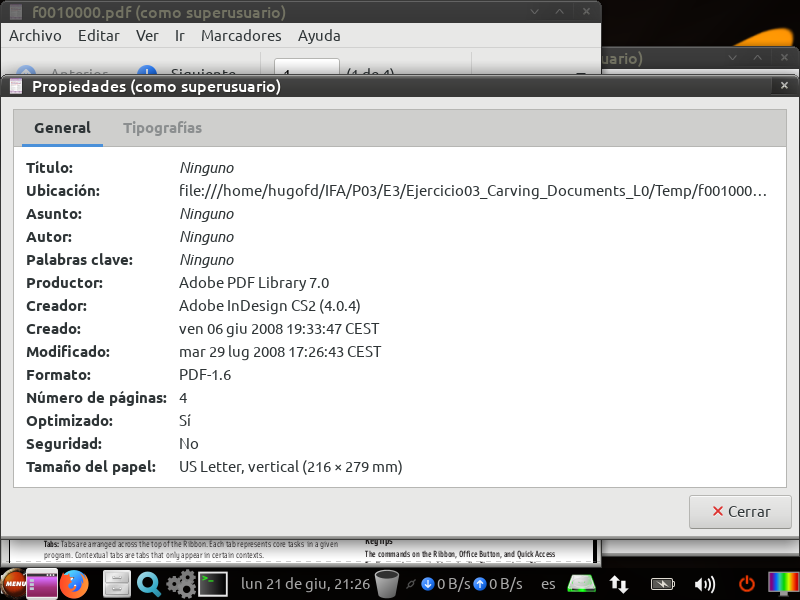 f0010000.pdf (como superusuario)
Archivo Editar Ver Ir Marcadores Ayuda
uario)
Anterior Siguiente 1 (1 de 4)
Propiedades (como superusuario)
General Tipografías
Título: Ninguno
Ubicación: file:///home/hugofd/IFA/P03/E3/Ejercicio03_Carving_Documents_L0/Temp/f001000…
Asunto: Ninguno
Autor: Ninguno
Palabras clave: Ninguno
Productor: Adobe PDF Library 7.0
Creador: Adobe InDesign CS2 (4.0.4)
Creado: ven 06 giu 2008 19:33:47 CEST
Modificado: mar 29 lug 2008 17:26:43 CEST
Formato: PDF-1.6
Número de páginas: 4
Optimizado: Sí
Seguridad: No
Tamaño del papel: US Letter, vertical (216 × 279 mm)
Cerrar
Tabs: Tabs are arranged across the top of the Ribbon. Each tab represents core tasks in a given
program. Contextual tabs are tabs that only appear in certain contexts.
KeyTips
The commands on the Ribbon, Office Button, and Quick Access
MENU lun 21 de giu, 21:26 0 B/s 0 B/s es